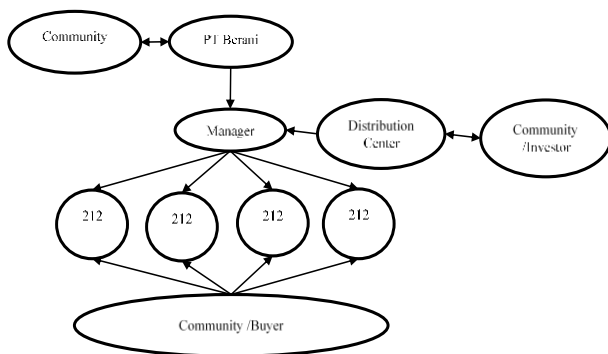 Community
PT Berani
Manager
Distribution
Center
Community
/Investor
212
212
212
212
Community /Buyer